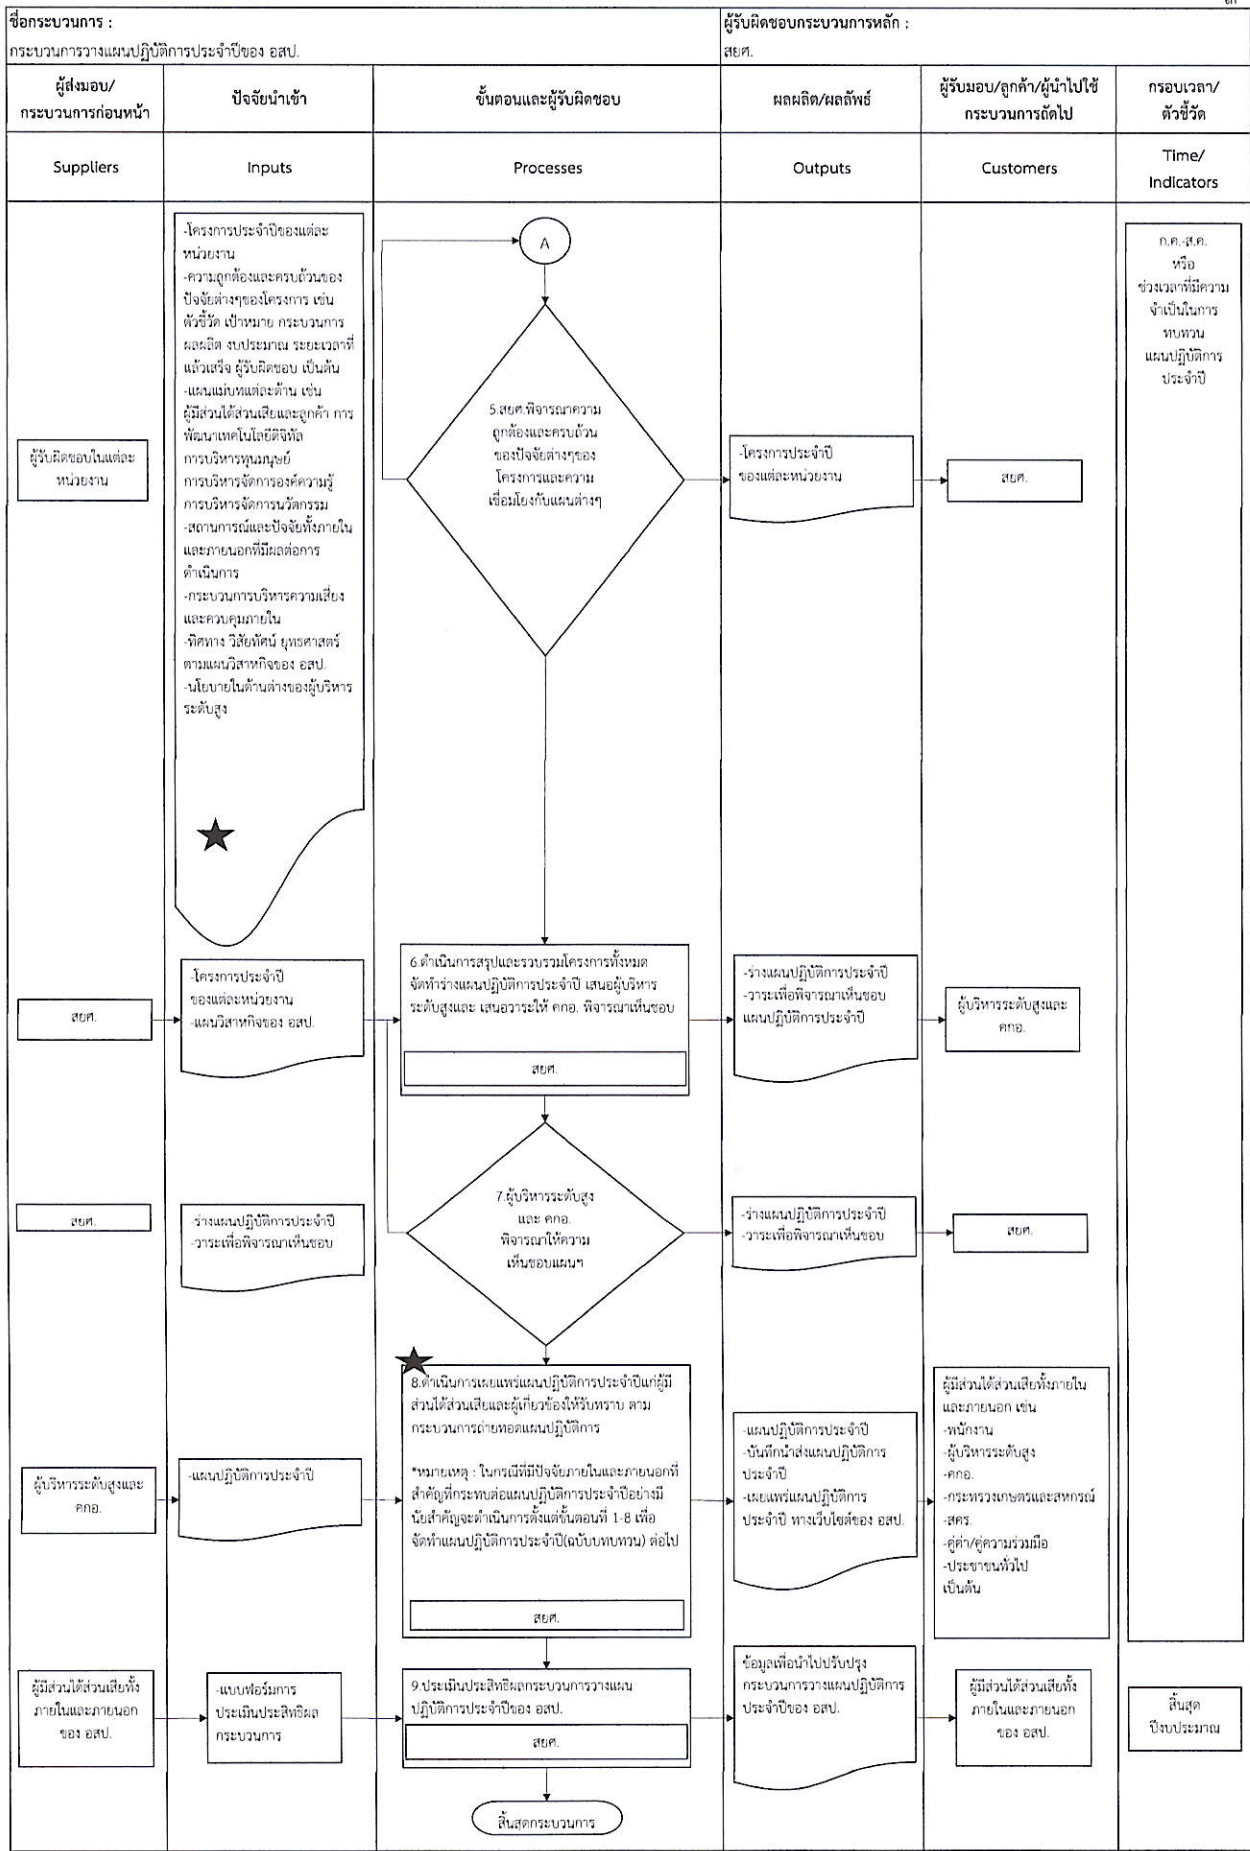 ชื่อกระบวนการ :
กระบวนการวางแผนปฏิบัติการประจำปีของ อสป.
ผู้รับผิดชอบกระบวนการหลัก :
สยศ.
ผู้ส่งมอบ/
กระบวนการก่อนหน้า
ปัจจัยนำเข้า
ขั้นตอนและผู้รับผิดชอบ
ผลผลิต/ผลลัพธ์
ผู้รับมอบ/ลูกค้า/ผู้นำไปใช้
กระบวนการถัดไป
กรอบเวลา/
ตัวชี้วัด
Suppliers
Inputs
Processes
Outputs
Customers
Time/
Indicators
ผู้รับผิดชอบในแต่ละ
หน่วยงาน
-โครงการประจำปีของแต่ละ
หน่วยงาน
-ความถูกต้องและครบถ้วนของ
ปัจจัยต่างๆของโครงการ เช่น
ตัวชี้วัด เป้าหมาย กระบวนการ
ผลผลิต งบประมาณ ระยะเวลาที่
แล้วเสร็จ ผู้รับผิดชอบ เป็นต้น
-แผนแม่บทแต่ละด้าน เช่น
ผู้มีส่วนได้ส่วนเสียและลูกค้า การ
พัฒนาเทคโนโลยีดิจิทัล
การบริหารทุนมนุษย์
การบริหารจัดการองค์ความรู้
การบริหารจัดการนวัตกรรม
-สถานการณ์และปัจจัยทั้งภายใน
และภายนอกที่มีผลต่อการ
ดำเนินการ
-กระบวนการบริหารความเสี่ยง
และควบคุมภายใน
-ทิศทาง วิสัยทัศน์ ยุทธศาสตร์
ตามแผนวิสาหกิจของ อสป.
-นโยบายในด้านต่างของผู้บริหาร
ระดับสูง
A
5.สยศ.พิจารณาความ
ถูกต้องและครบถ้วน
ของปัจจัยต่างๆของ
โครงการและความ
เชื่อมโยงกับแผนต่างๆ
-โครงการประจำปี
ของแต่ละหน่วยงาน
สยศ.
ก.ค.-ส.ค.
หรือ
ช่วงเวลาที่มีความ
จำเป็นในการ
ทบทวน
แผนปฏิบัติการ
ประจำปี
สยศ.
-โครงการประจำปี
ของแต่ละหน่วยงาน
-แผนวิสาหกิจของ อสป.
6.ดำเนินการสรุปและรวบรวมโครงการทั้งหมด
จัดทำร่างแผนปฏิบัติการประจำปี เสนอผู้บริหาร
ระดับสูงและ เสนอวาระให้ คกอ. พิจารณาเห็นชอบ
สยศ.
-ร่างแผนปฏิบัติการประจำปี
-วาระเพื่อพิจารณาเห็นชอบ
แผนปฏิบัติการประจำปี
ผู้บริหารระดับสูงและ
คกอ.
สยศ.
-ร่างแผนปฏิบัติการประจำปี
-วาระเพื่อพิจารณาเห็นชอบ
7.ผู้บริหารระดับสูง
และ คกอ.
พิจารณาให้ความ
เห็นชอบแผนฯ
-ร่างแผนปฏิบัติการประจำปี
-วาระเพื่อพิจารณาเห็นชอบ
สยศ.
ผู้บริหารระดับสูงและ
คกอ.
-แผนปฏิบัติการประจำปี
8.ดำเนินการเผยแพร่แผนปฏิบัติการประจำปีแก่ผู้มี
ส่วนได้ส่วนเสียและผู้เกี่ยวข้องให้รับทราบ ตาม
กระบวนการถ่ายทอดแผนปฏิบัติการ
*หมายเหตุ : ในกรณีที่มีปัจจัยภายในและภายนอกที่
สำคัญที่กระทบต่อแผนปฏิบัติการประจำปีอย่างมี
นัยสำคัญจะดำเนินการตั้งแต่ขั้นตอนที่ 1-8 เพื่อ
จัดทำแผนปฏิบัติการประจำปี(ฉบับทบทวน) ต่อไป
สยศ.
-แผนปฏิบัติการประจำปี
-บันทึกนำส่งแผนปฏิบัติการ
ประจำปี
-เผยแพร่แผนปฏิบัติการ
ประจำปี ทางเว็บไซต์ของ อสป.
ผู้มีส่วนได้ส่วนเสียทั้งภายใน
และภายนอก เช่น
-พนักงาน
-ผู้บริหารระดับสูง
-คกอ.
-กระทรวงเกษตรและสหกรณ์
-สคร.
-คู่ค้า/คู่ความร่วมมือ
-ประชาชนทั่วไป
เป็นต้น
ผู้มีส่วนได้ส่วนเสียทั้ง
ภายในและภายนอก
ของ อสป.
-แบบฟอร์มการ
ประเมินประสิทธิผล
กระบวนการ
9.ประเมินประสิทธิผลกระบวนการวางแผน
ปฏิบัติการประจำปีของ อสป.
สยศ.
ข้อมูลเพื่อนำไปปรับปรุง
กระบวนการวางแผนปฏิบัติการ
ประจำปีของ อสป.
ผู้มีส่วนได้ส่วนเสียทั้ง
ภายในและภายนอก
ของ อสป.
สิ้นสุด
ปีงบประมาณ
สิ้นสุดกระบวนการ